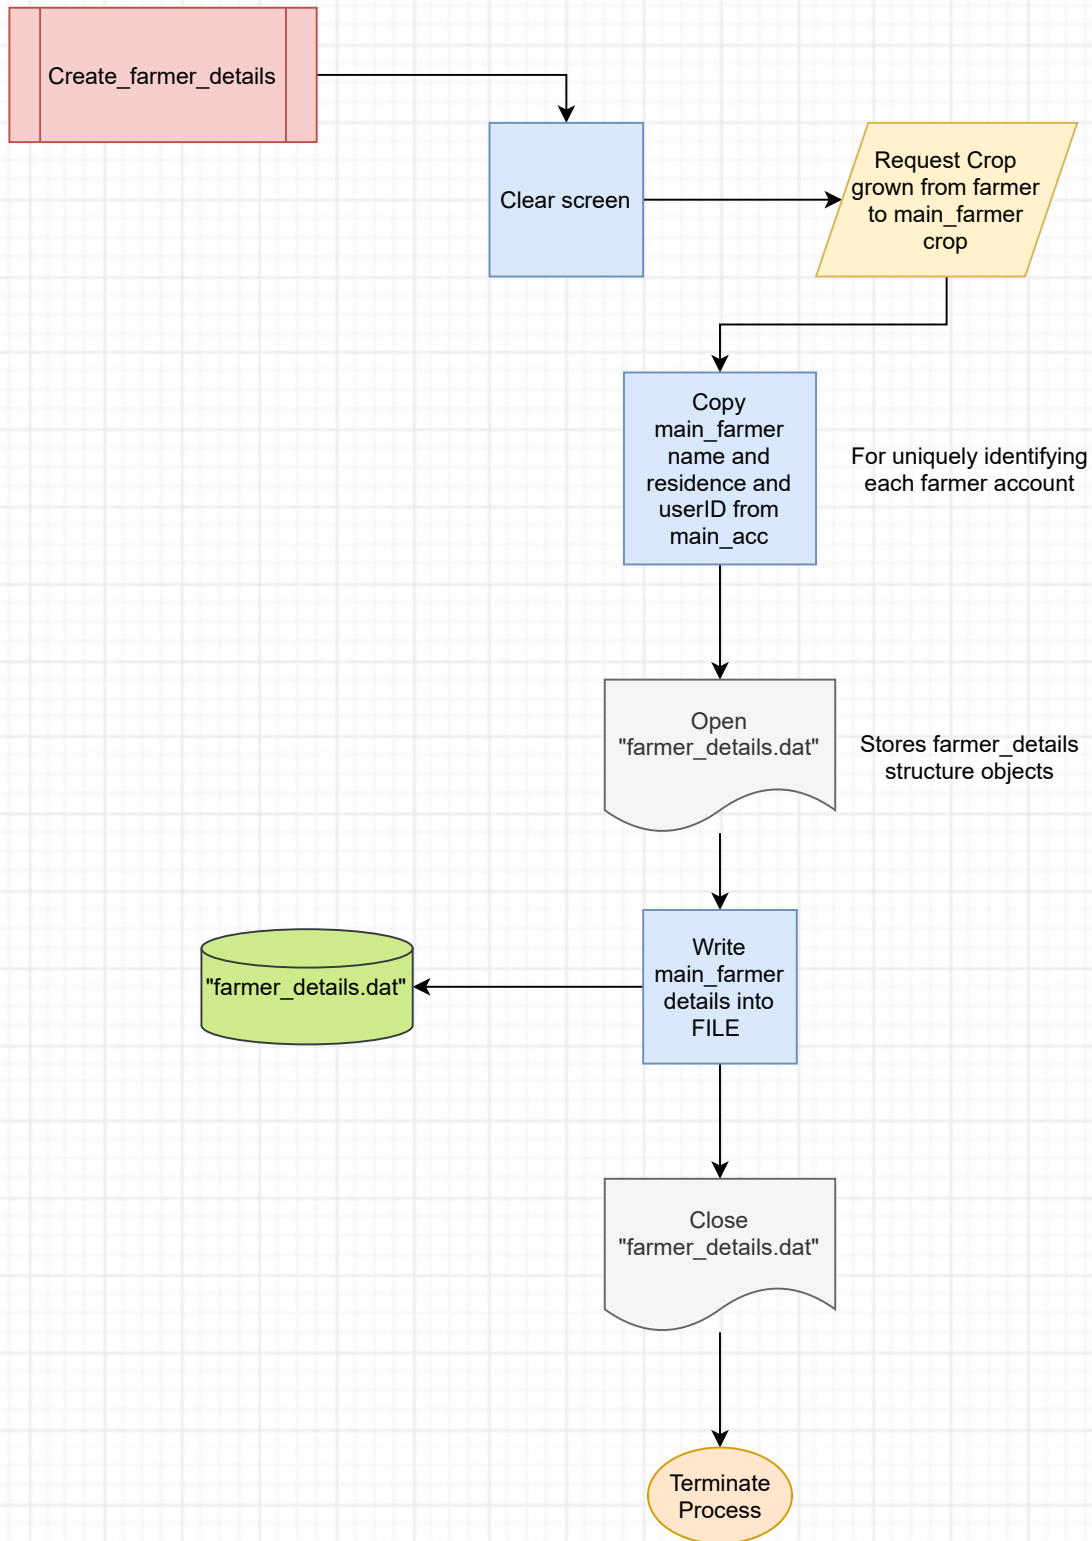 Create_farmer_details
Clear screen
Request Crop
grown from farmer
to main_farmer
crop
Copy
main_farmer
name and
residence and
userID from
main_acc
For uniquely identifying
each farmer account
Open
"farmer_details.dat"
Stores farmer_details
structure objects
Write
main_farmer
details into
FILE
"farmer_details.dat"
Close
"farmer_details.dat"
Terminate
Process